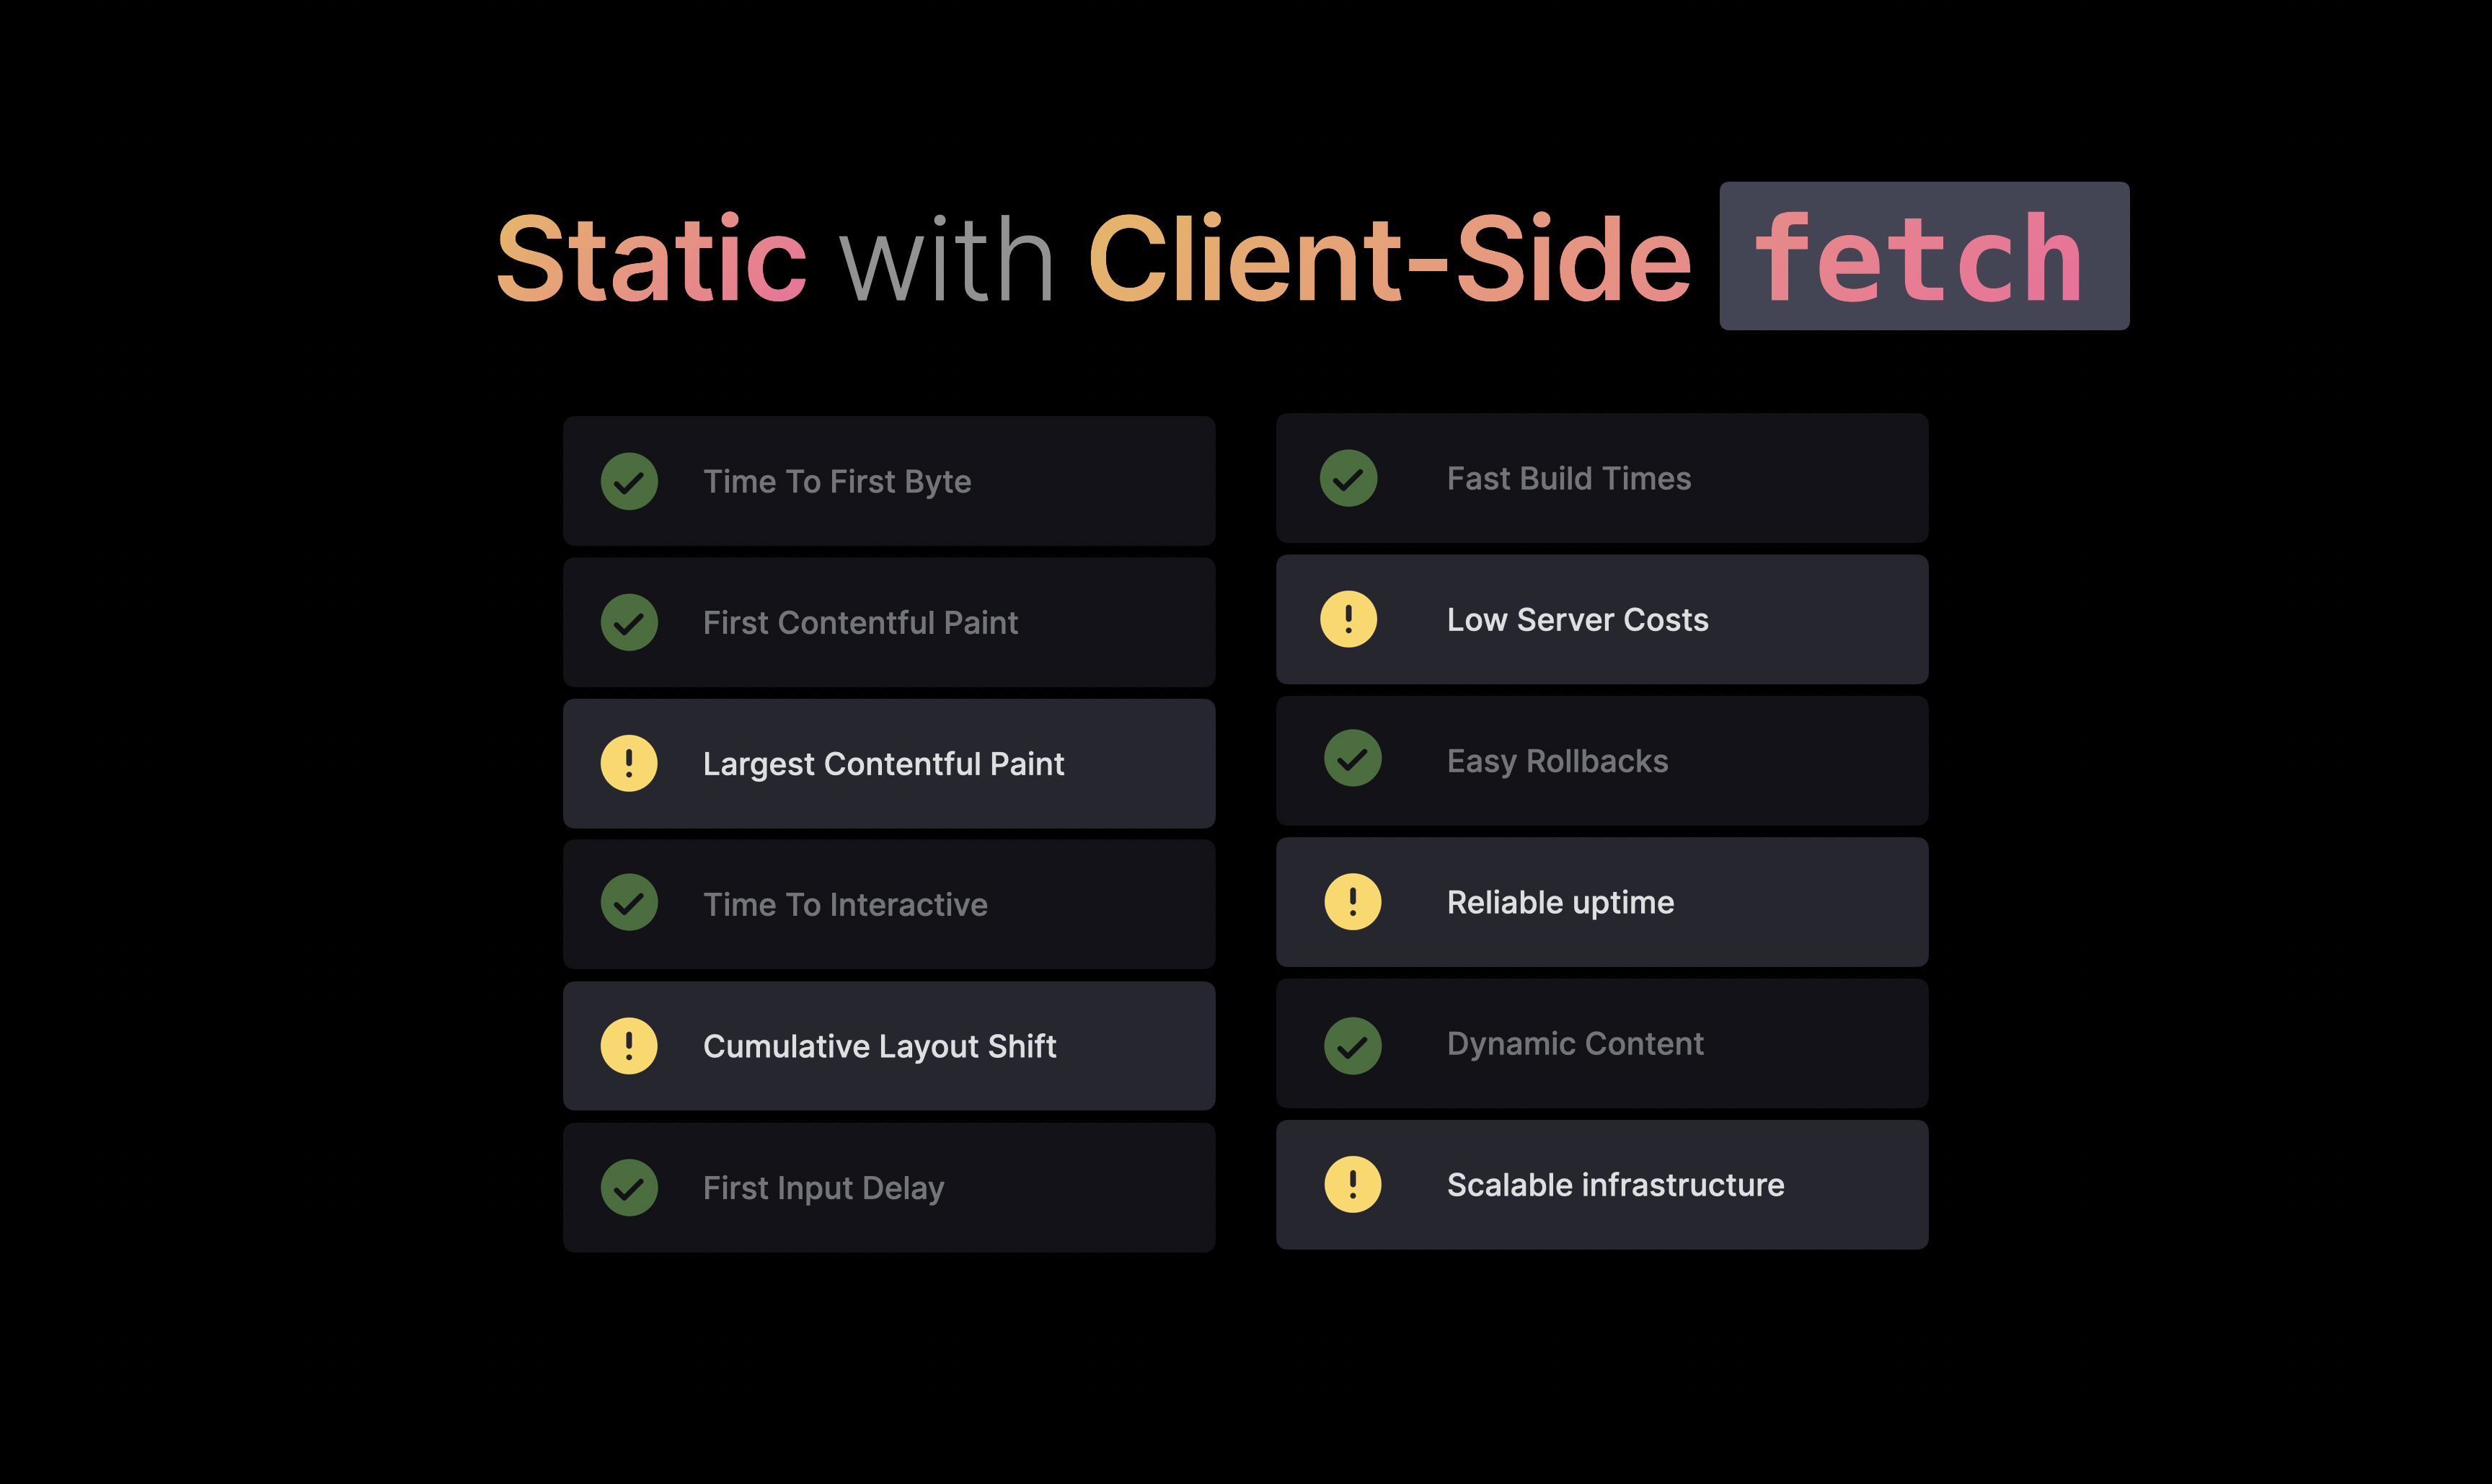 Static with Client-Side fetch
Time To First Byte
First Contentful Paint
Largest Contentful Paint
Time To Interactive
Cumulative Layout Shift
First Input Delay
Fast Build Times
Low Server Costs
Easy Rollbacks
Reliable uptime
Dynamic Content
Scalable infrastructure